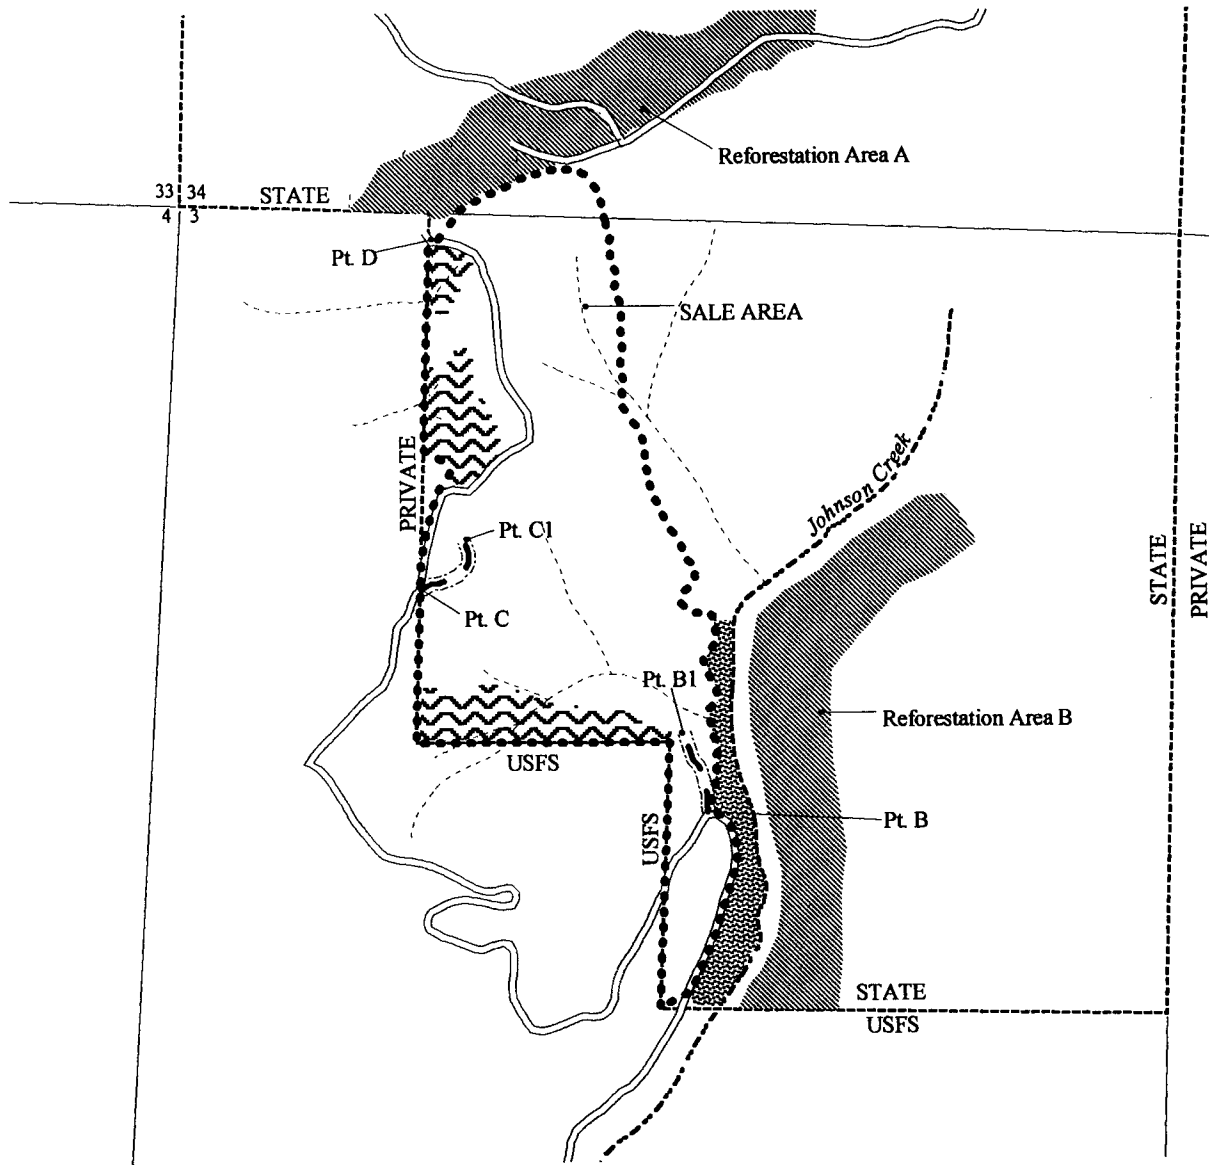 Reforestation Area A
33 34
STATE
4 3
Pt. D
SALE AREA
Johnson Creek
PRIVATE
Pt. C1
STATE
PRIVATE
Pt. C
Pt. B1
Reforestation Area B
USFS
USFS
Pt. B
STATE
USFS